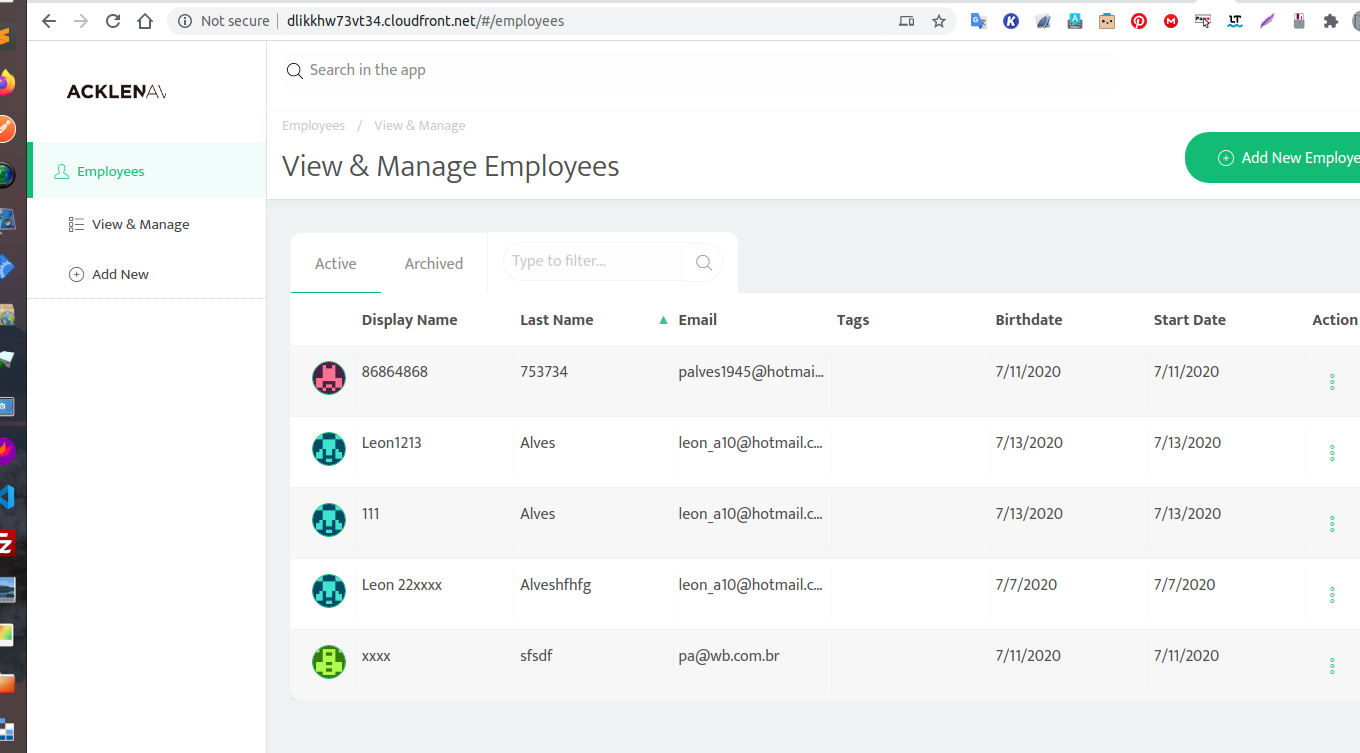 Not secure | dlikkhw73vt34.cloudfront.net/#/employees
ACKLENAV
Search in the app
Employees / View & Manage
View & Manage Employees
Add New Employe
Employees
View & Manage
Add New
Active Archived Type to filter...
Display Name Last Name ▲ Email Tags Birthdate Start Date Action
86864868 753734 palves1945@hotmai... 7/11/2020 7/11/2020
Leon1213 Alves leon_a10@hotmail.c... 7/13/2020 7/13/2020
111 Alves leon_a10@hotmail.c... 7/13/2020 7/13/2020
Leon 22xxxx Alveshfhfg leon_a10@hotmail.c... 7/7/2020 7/7/2020
xxxx sfsdf pa@wb.com.br 7/11/2020 7/11/2020